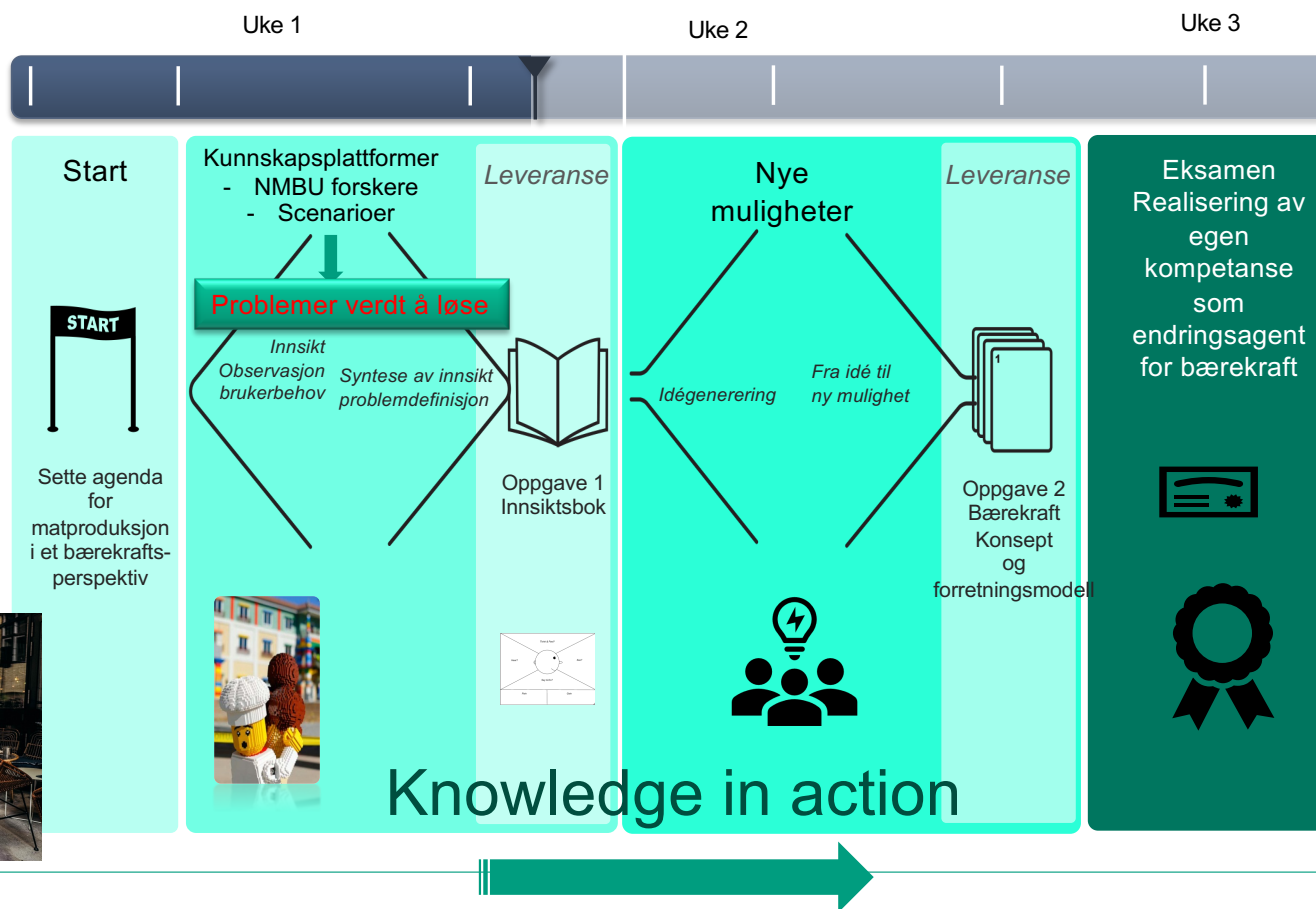 Uke 1
Uke 2
Uke 3
Start
START
Sette agenda
for
matproduksjon
i et bærekrafts-
perspektiv
Kunnskapsplattformer
- NMBU forskere
- Scenarioer
Problemer verdt å løse
Innsikt
Observasjon
brukerbehov
Syntese av innsikt
problemdefinisjon
Leveranse
Oppgave 1
Innsiktsbok
Nye
muligheter
Idégenerering
Fra idé til
ny mulighet
Leveranse
1
Oppgave 2
Bærekraft
Konsept
og
forretningsmodell
Eksamen
Realisering av
egen
kompetanse
som
endringsagent
for bærekraft
Knowledge in action